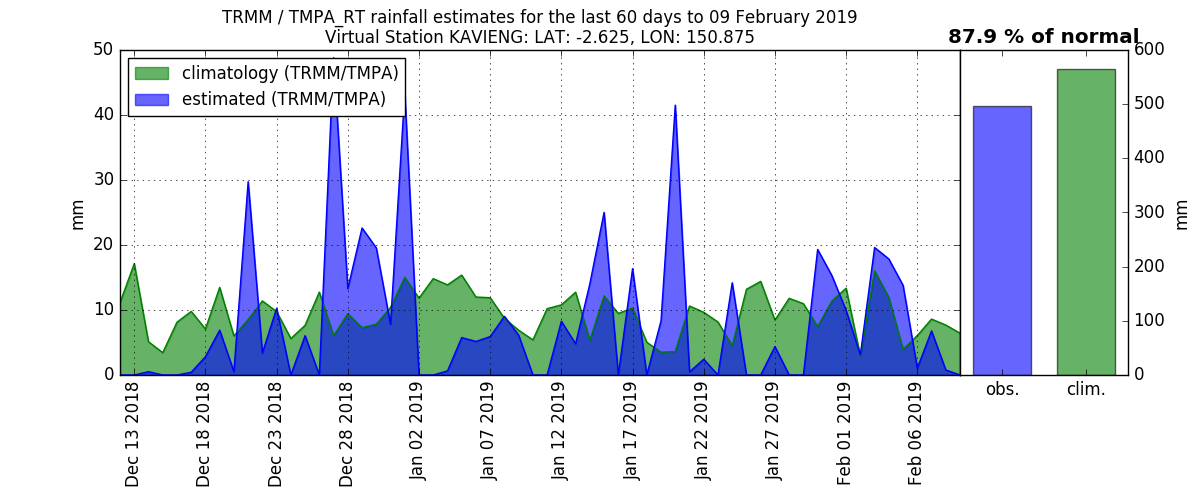 TRMM / TMPA_RT rainfall estimates for the last 60 days to 09 February 2019
Virtual Station KAVIENG: LAT: -2.625, LON: 150.875
87.9 % of normal
climatology (TRMM/TMPA)
estimated (TRMM/TMPA)
50
40
30
20
10
0
mm
Dec 13 2018
Dec 18 2018
Dec 23 2018
Dec 28 2018
Jan 02 2019
Jan 07 2019
Jan 12 2019
Jan 17 2019
Jan 22 2019
Jan 27 2019
Feb 01 2019
Feb 06 2019
obs.
clim.
600
500
400
300
200
100
0
mm